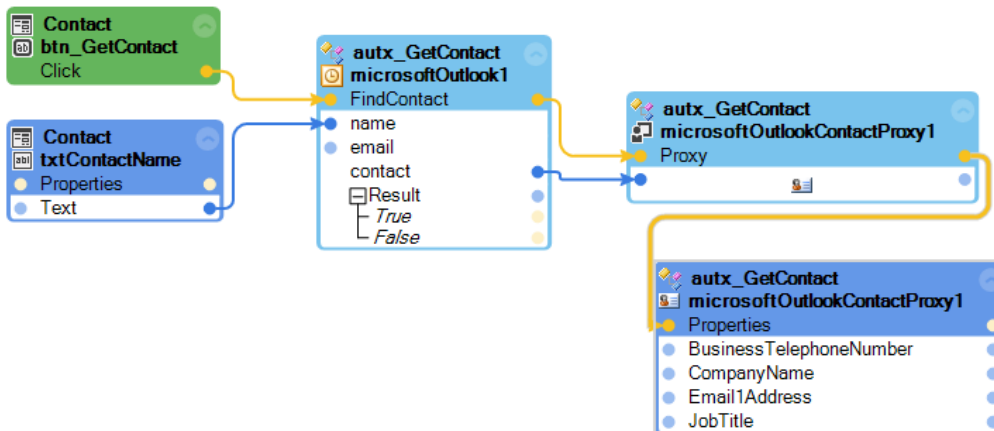 Contact
btn_GetContact
Click
Contact
txtContactName
Properties
Text
autx_GetContact
microsoftOutlook1
FindContact
name
email
contact
Result
True
False
autx_GetContact
microsoftOutlookContactProxy1
Proxy
autx_GetContact
microsoftOutlookContactProxy1
Properties
BusinessTelephoneNumber
CompanyName
Email1Address
JobTitle